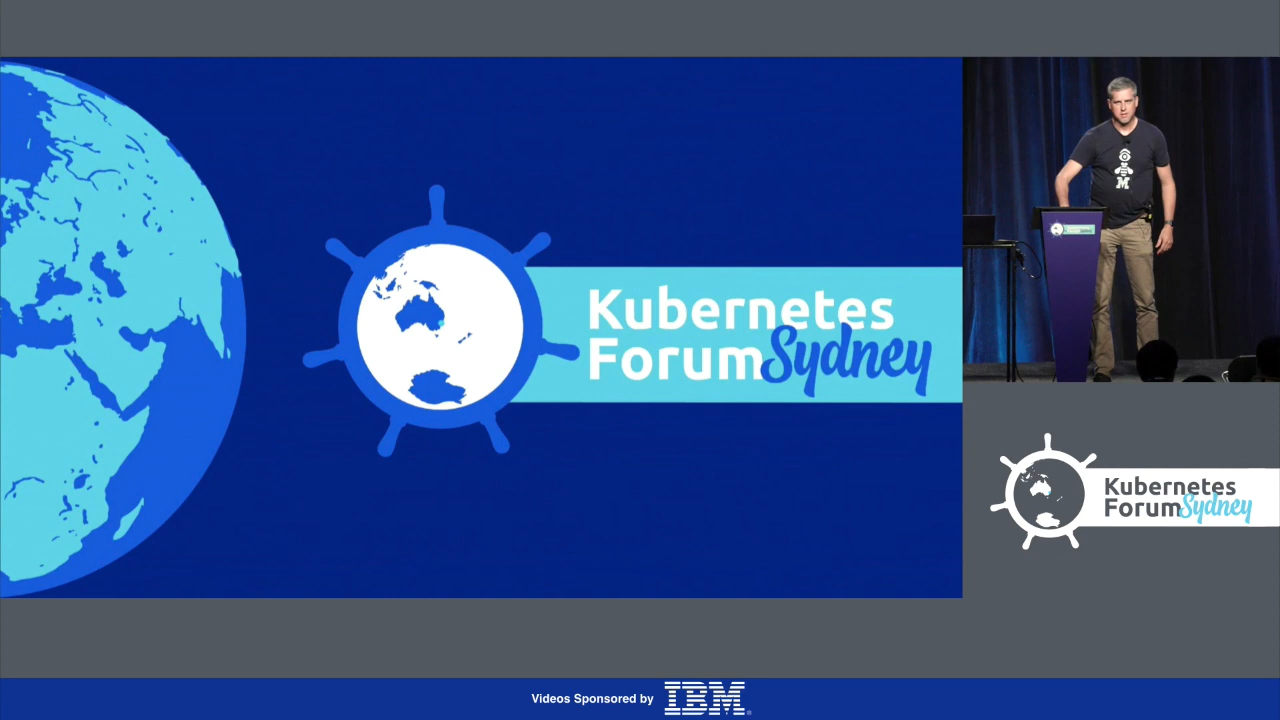 Kubernetes
Forum Sydney
M
Kubernetes
Forum Sydney
Videos Sponsored by IBM